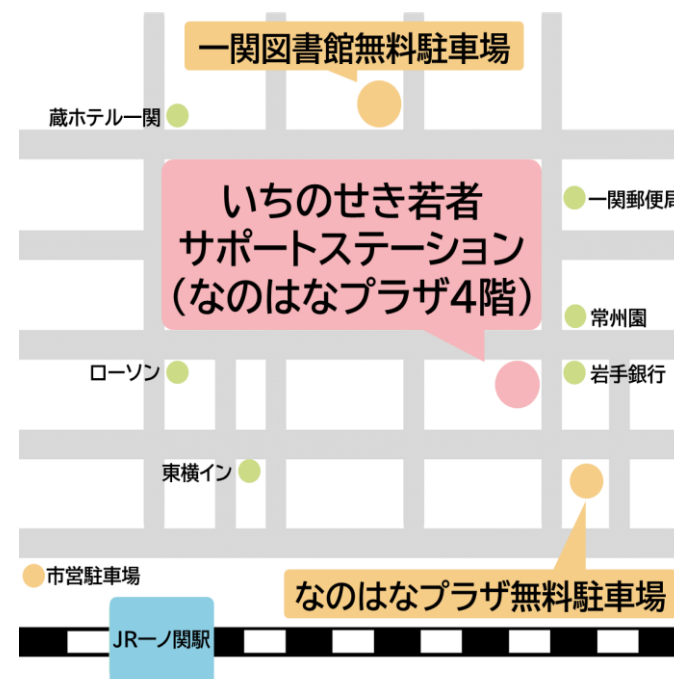 一関図書館無料駐車場
蔵ホテル一関
いちのせき若者
サポートステーション
（なのはなプラザ4階）
一関郵便局
常州園
ローソン
岩手銀行
東横イン
市営駐車場
なのはなプラザ無料駐車場
JR一ノ関駅